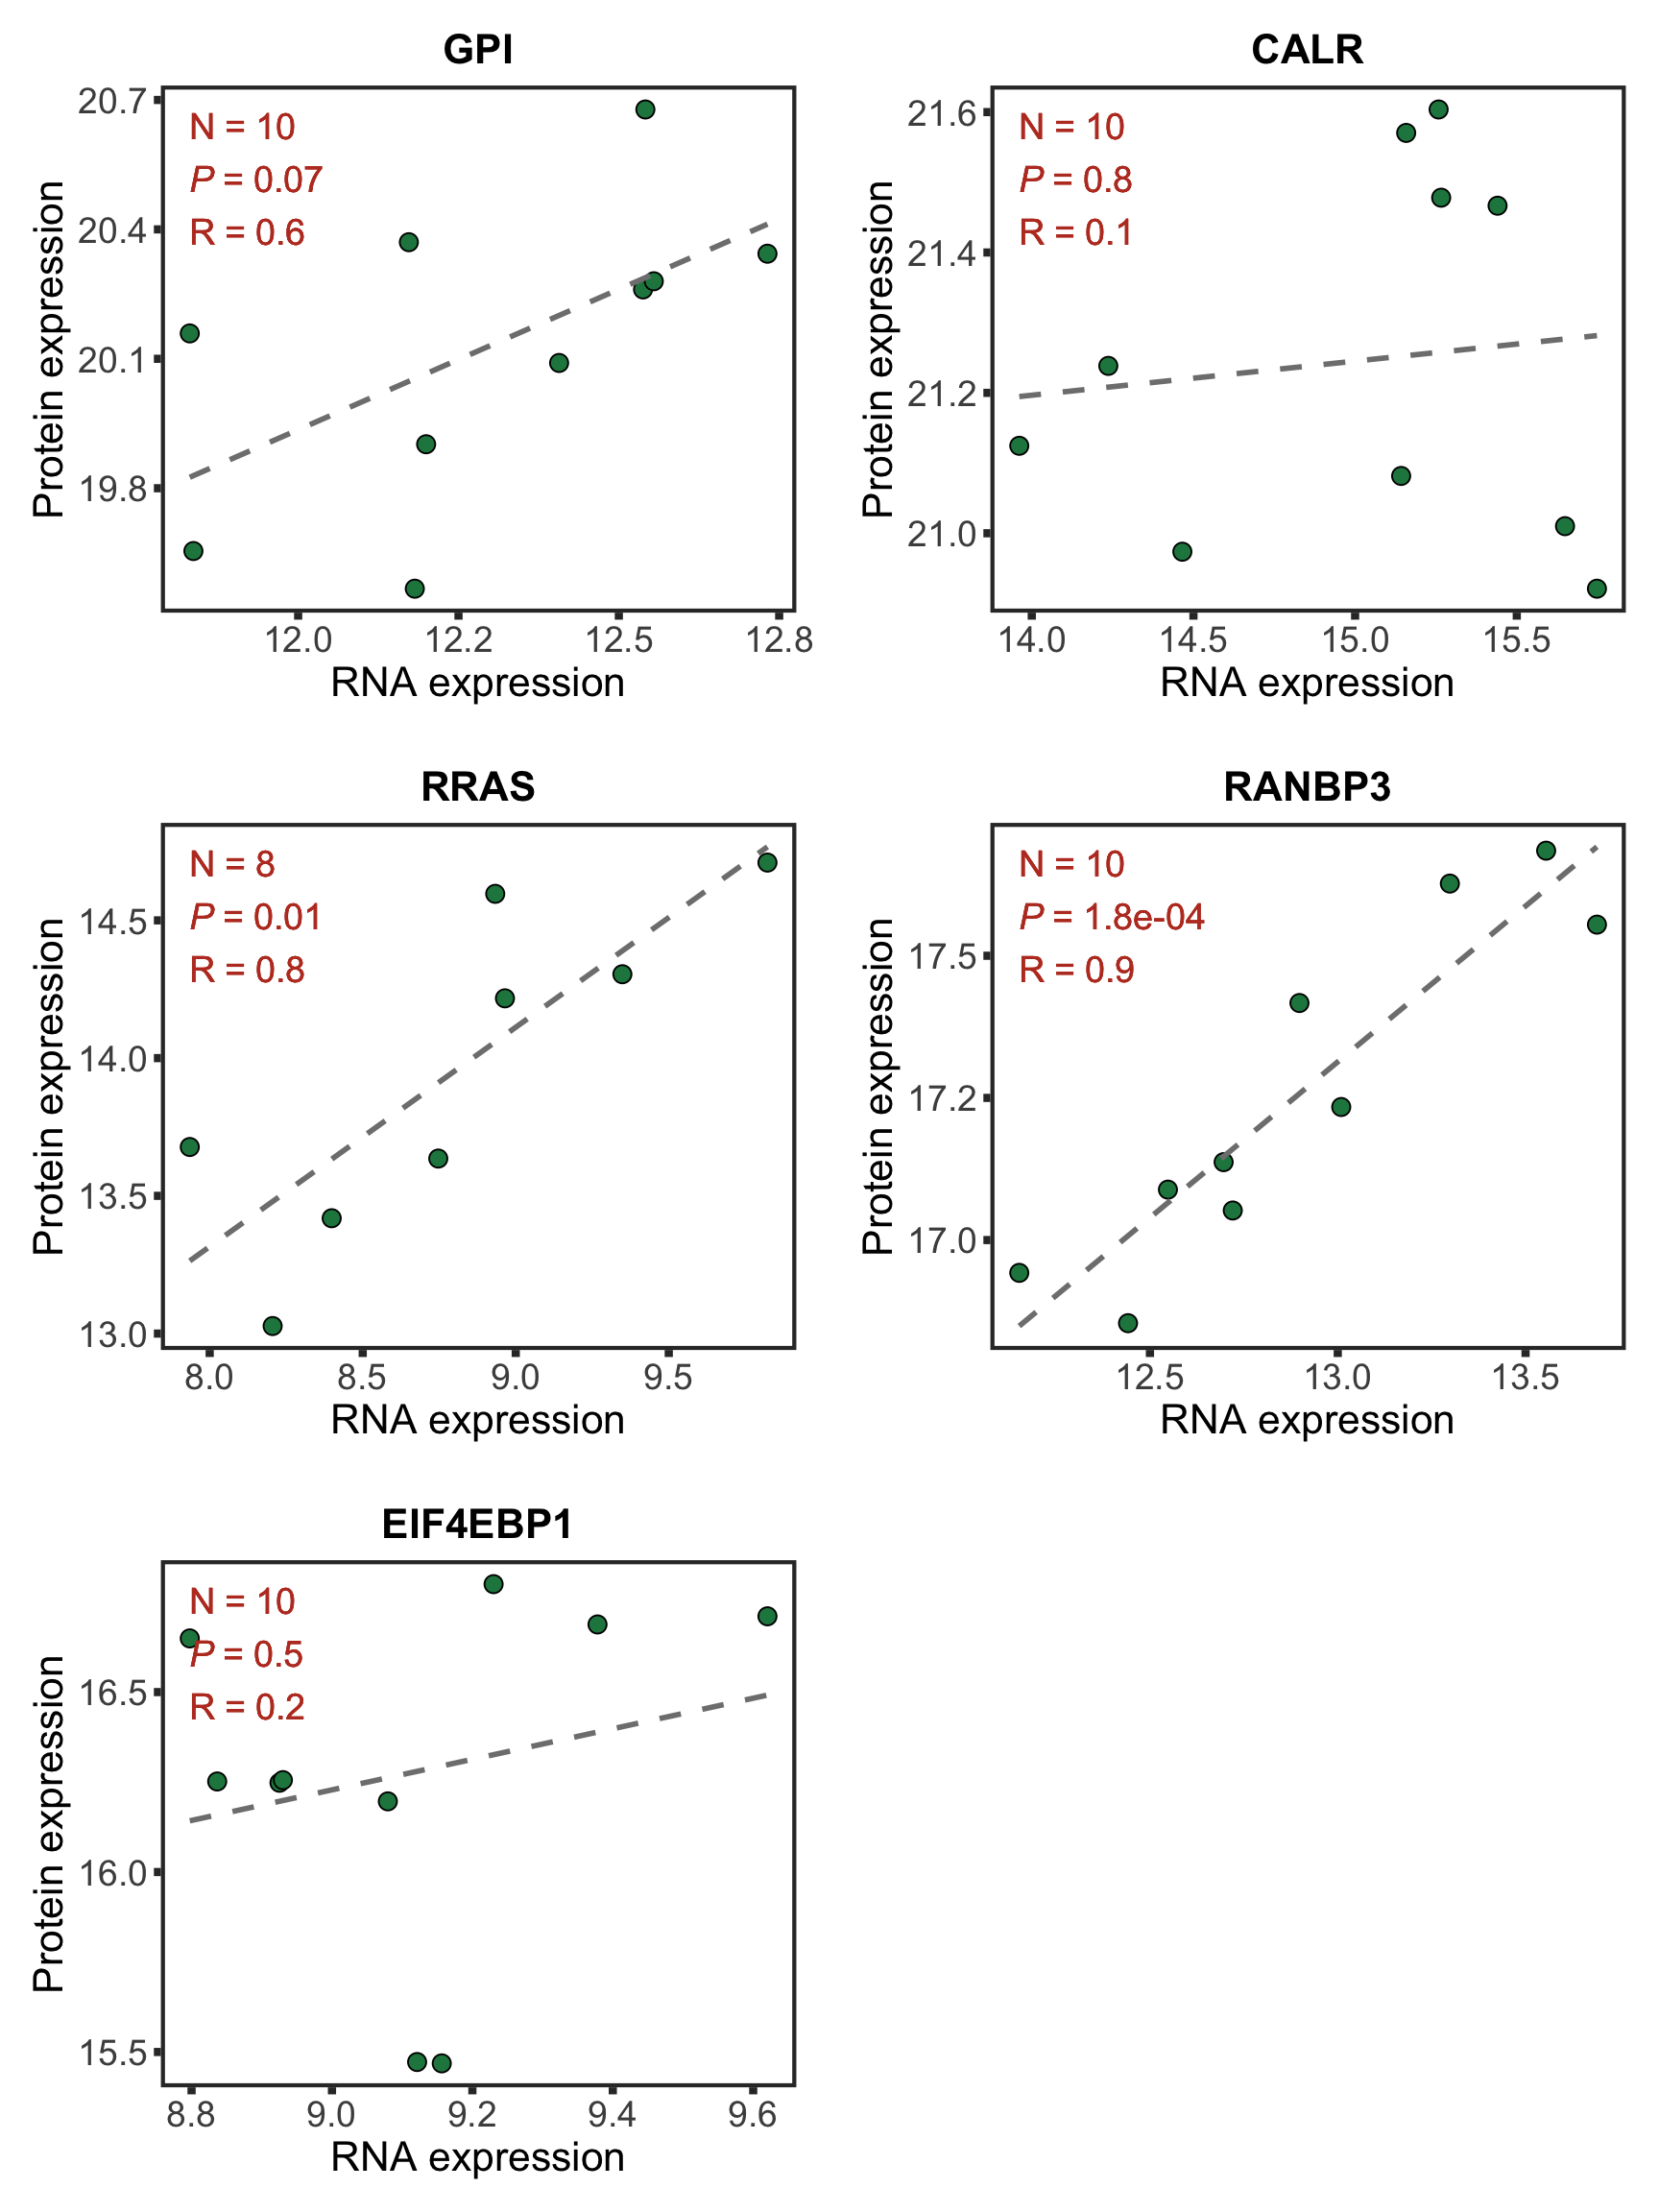 GPI
N = 10
P = 0.07
R = 0.6
20.7
20.4
20.1
19.8
Protein expression
12.0 12.2 12.5 12.8
RNA expression
CALR
N = 10
P = 0.8
R = 0.1
21.6
21.4
21.2
21.0
Protein expression
14.0 14.5 15.0 15.5
RNA expression
RRAS
N = 8
P = 0.01
R = 0.8
14.5
14.0
13.5
13.0
Protein expression
8.0 8.5 9.0 9.5
RNA expression
RANBP3
N = 10
P = 1.8e-04
R = 0.9
17.5
17.2
17.0
Protein expression
12.5 13.0 13.5
RNA expression
EIF4EBP1
N = 10
P = 0.5
R = 0.2
16.5
16.0
15.5
Protein expression
8.8 9.0 9.2 9.4 9.6
RNA expression